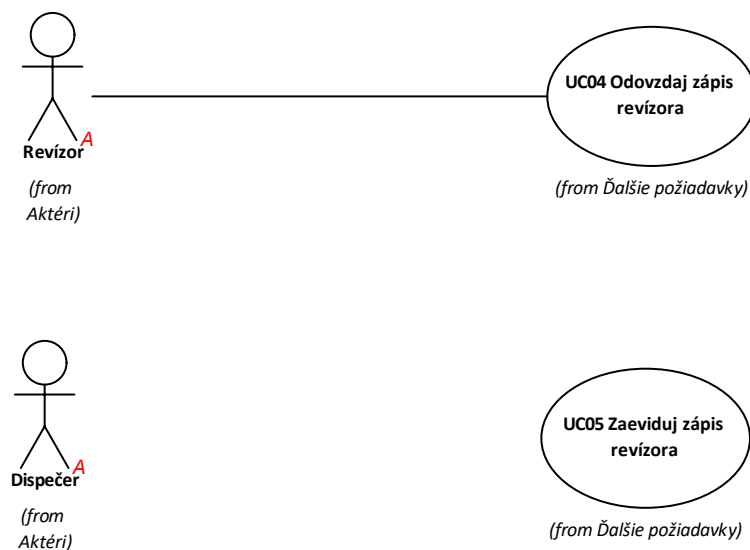 UC04 Odovzdaj zápis
revízora
A
Revízor
(from
Aktéri)
(from Ďalšie požiadavky)
UC05 Zaeviduj zápis
revízora
A
Dispečer
(from
Aktéri)
(from Ďalšie požiadavky)